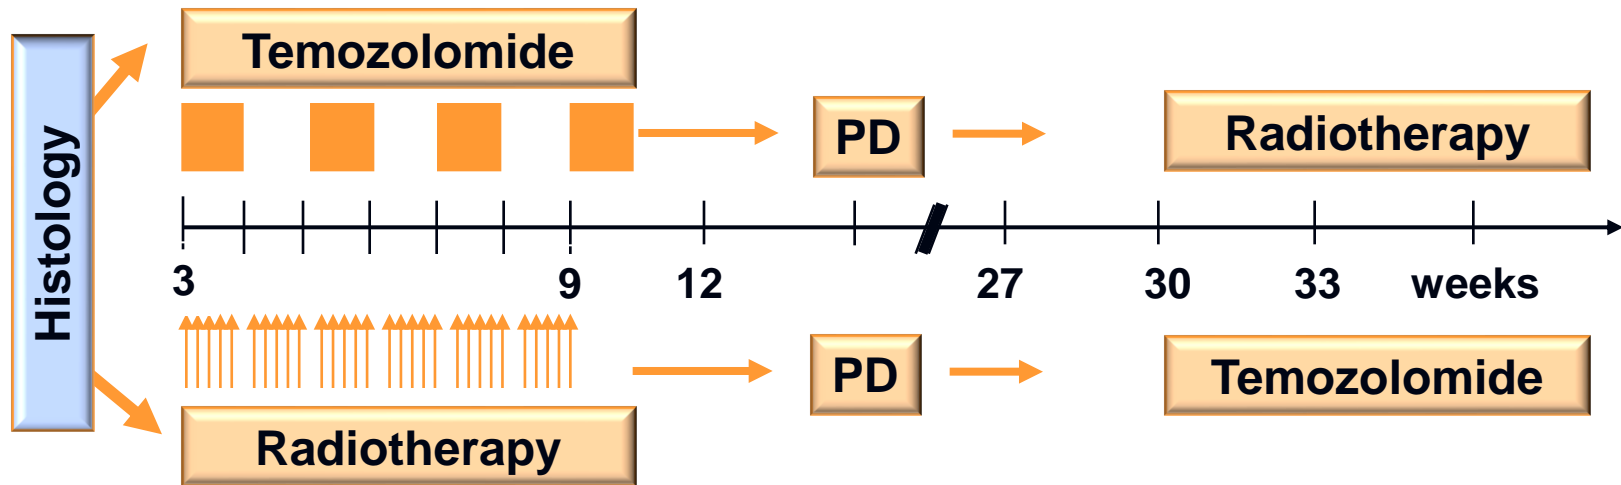 Histology
Temozolomide
PD
Radiotherapy
3 9 12 27 30 33 weeks
PD
Temozolomide
Radiotherapy